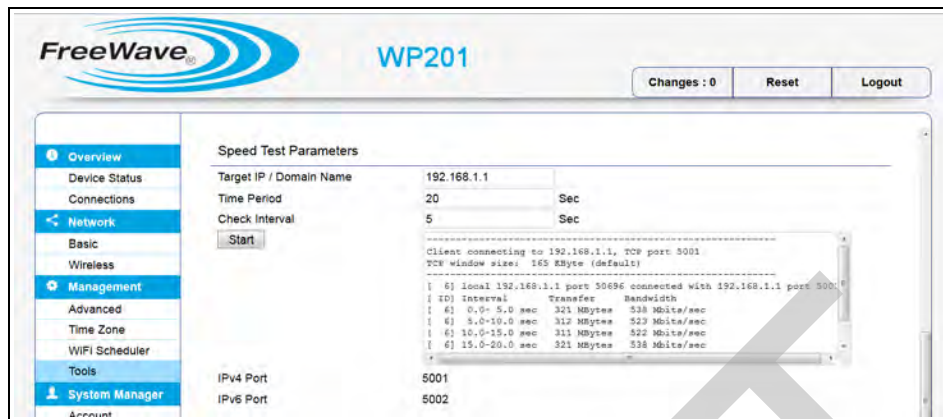 FreeWave®
WP201
Changes : 0 Reset Logout
Overview
Device Status
Connections
Network
Basic
Wireless
Management
Advanced
Time Zone
WiFi Scheduler
Tools
System Manager
Account
Speed Test Parameters
Target IP / Domain Name 192.168.1.1
Time Period 20 Sec
Check Interval 5 Sec
Start
------------------------------------------------------------
Client connecting to 192.168.1.1, TCP port 5001
TCP window size: 165 KByte (default)
------------------------------------------------------------
[ 6] local 192.168.1.1 port 50696 connected with 192.168.1.1 port 500
[ ID] Interval Transfer Bandwidth
[ 6] 0.0- 5.0 sec 321 MBytes 538 Mbits/sec
[ 6] 5.0-10.0 sec 312 MBytes 523 Mbits/sec
[ 6] 10.0-15.0 sec 311 MBytes 522 Mbits/sec
[ 6] 15.0-20.0 sec 321 MBytes 538 Mbits/sec
IPv4 Port 5001
IPv6 Port 5002